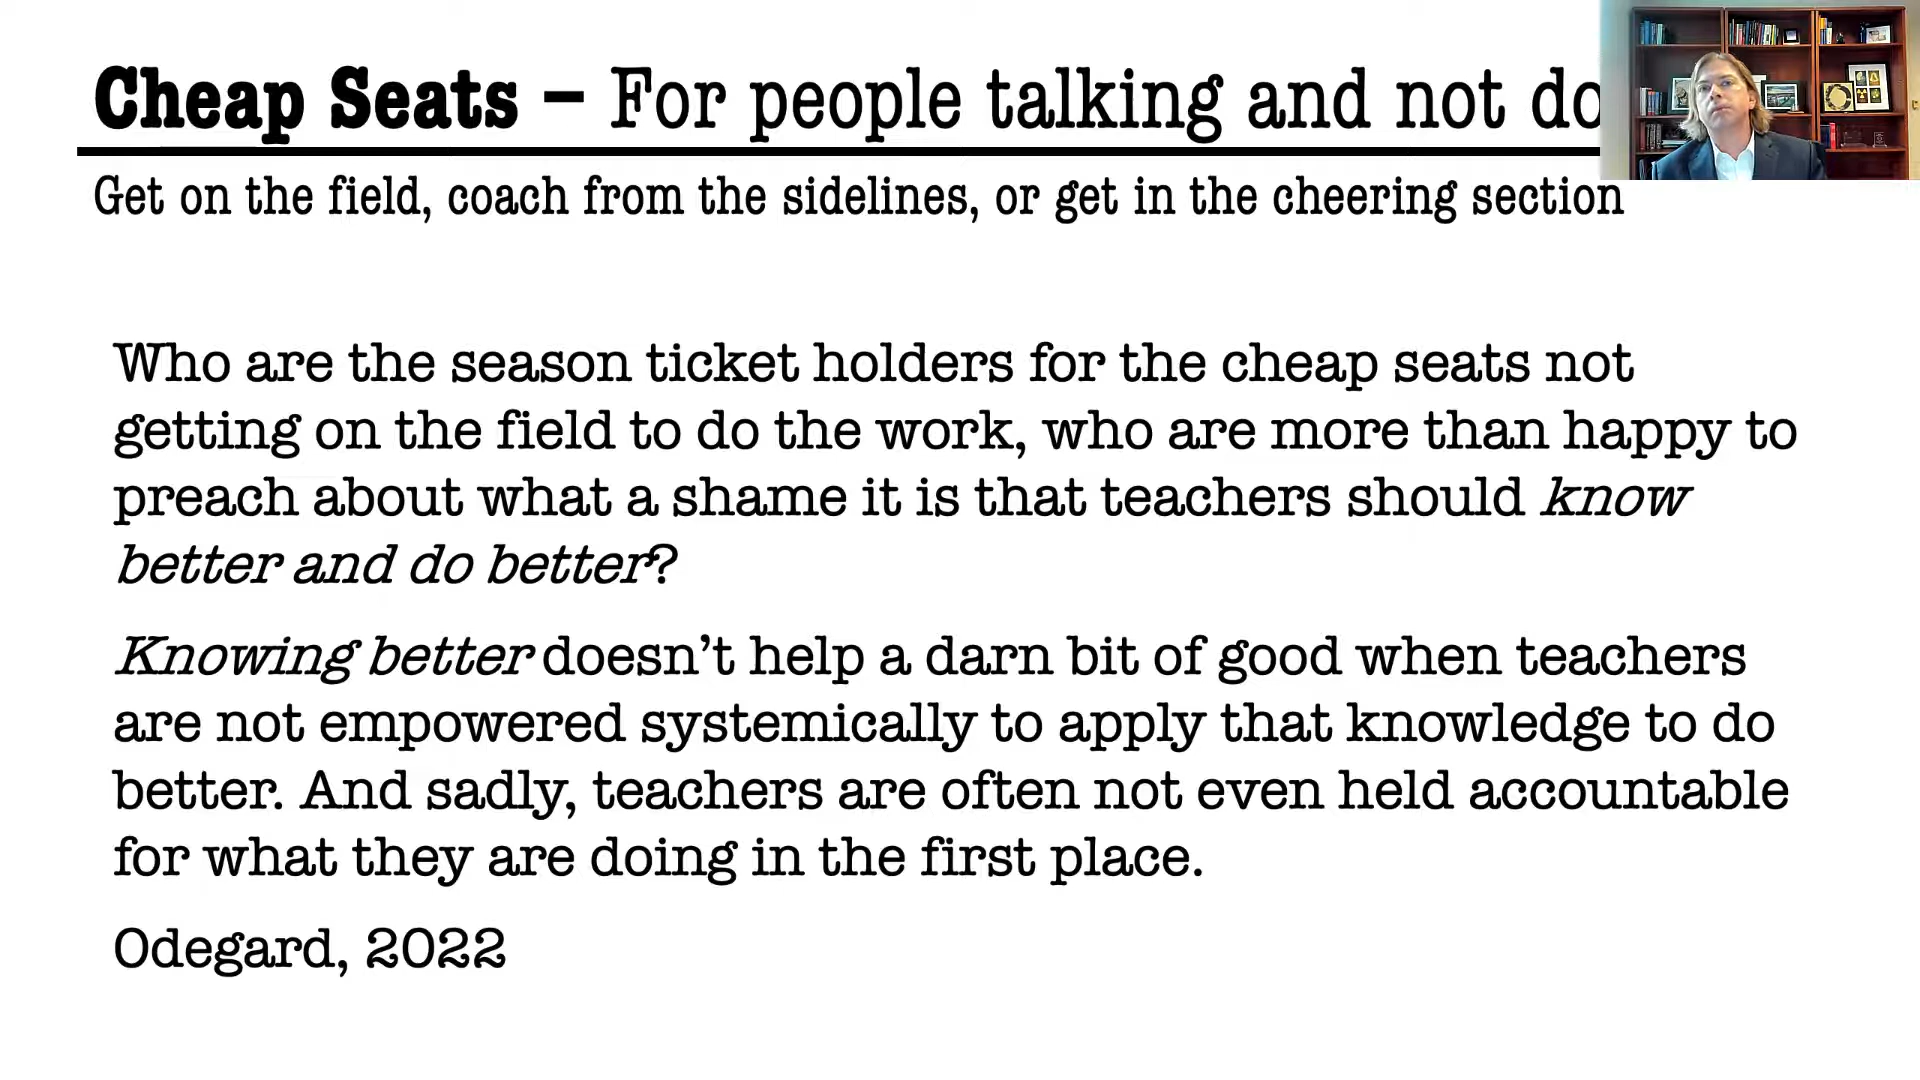 Cheap Seats – For people talking and not do
Get on the field, coach from the sidelines, or get in the cheering section
Who are the season ticket holders for the cheap seats not
getting on the field to do the work, who are more than happy to
preach about what a shame it is that teachers should know
better and do better?
Knowing better doesn’t help a darn bit of good when teachers
are not empowered systemically to apply that knowledge to do
better. And sadly, teachers are often not even held accountable
for what they are doing in the first place.
Odegard, 2022